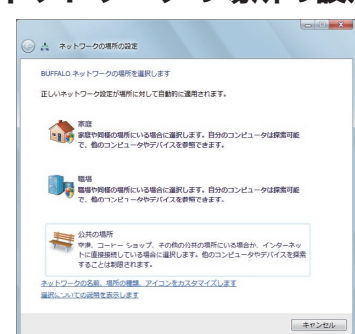 ネットワークの場所の設定
BUFFALO ネットワークの場所を選択します
正しいネットワーク設定が場所に対して自動的に適用されます。
家庭
家庭や同様の場所にいる場合に選択します。自分のコンピュータは探索可能
で、他のコンピュータやデバイスを参照できます。
職場
職場や同様の場所にいる場合に選択します。自分のコンピュータは探索可能
で、他のコンピュータやデバイスを参照できます。
公共の場所
空港、コーヒー ショップ、その他の公共の場所にいる場合か、インターネッ
トに直接接続している場合に選択します。他のコンピュータやデバイスを探索
することは制限されます。
ネットワークの名前、場所の種類、アイコンをカスタマイズします
選択についての説明を表示します
キャンセル